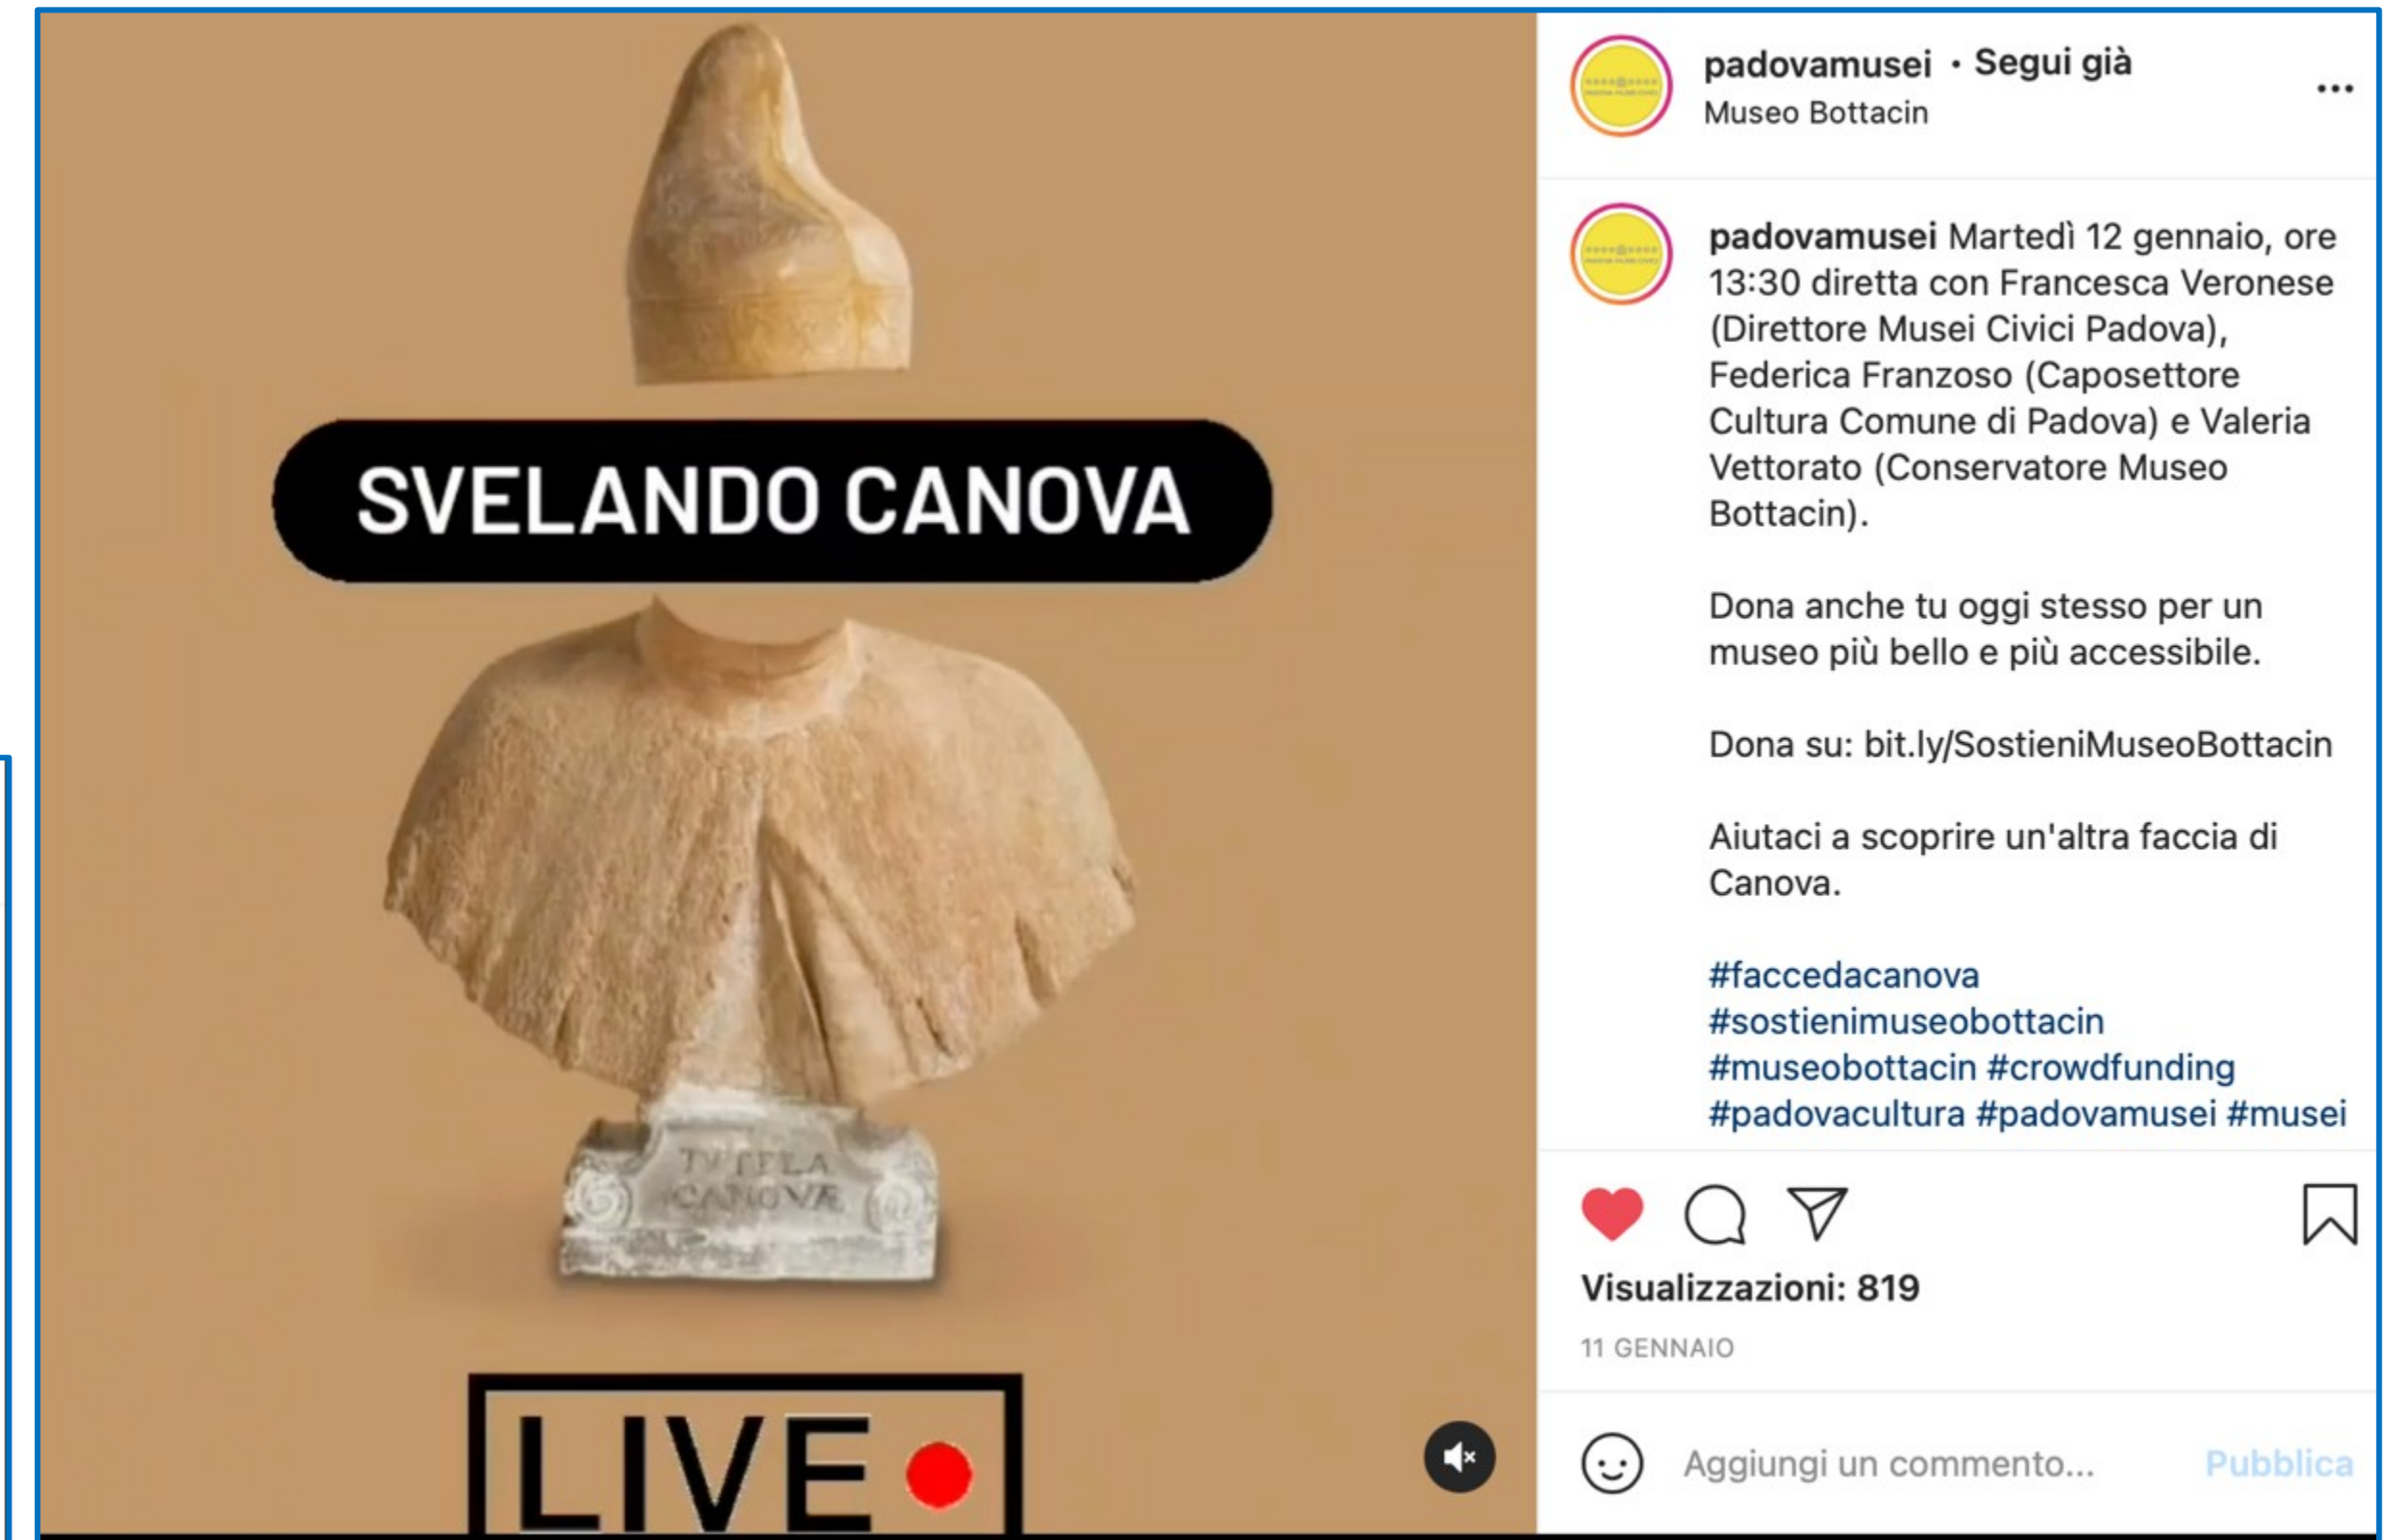 SVELANDO CANOVA
TVTELA
CANOVÆ
LIVE
padovamusei • Segui già
Museo Bottacin
padovamusei Martedì 12 gennaio, ore
13:30 diretta con Francesca Veronese
(Direttore Musei Civici Padova),
Federica Franzoso (Caposettore
Cultura Comune di Padova) e Valeria
Vettorato (Conservatore Museo
Bottacin).
Dona anche tu oggi stesso per un
museo più bello e più accessibile.
Dona su: bit.ly/SostieniMuseoBottacin
Aiutaci a scoprire un'altra faccia di
Canova.
#faccedacanova
#sostienimuseobottacin
#museobottacin #crowdfunding
#padovacultura #padovamusei #musei
Visualizzazioni: 819
11 GENNAIO
Aggiungi un commento... Pubblica